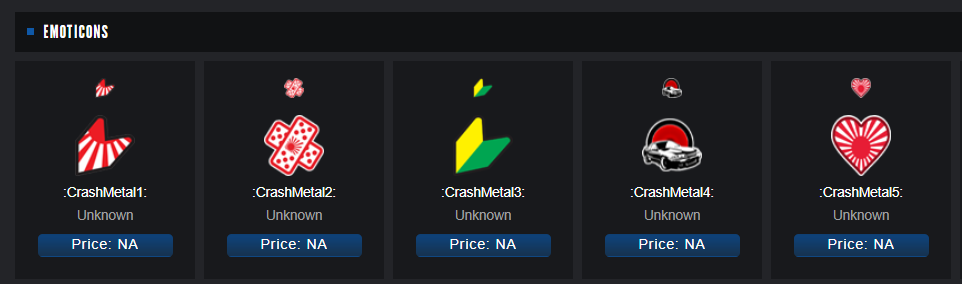 EMOTICONS
:CrashMetal1:
Unknown
Price: NA
:CrashMetal2:
Unknown
Price: NA
:CrashMetal3:
Unknown
Price: NA
:CrashMetal4:
Unknown
Price: NA
:CrashMetal5:
Unknown
Price: NA